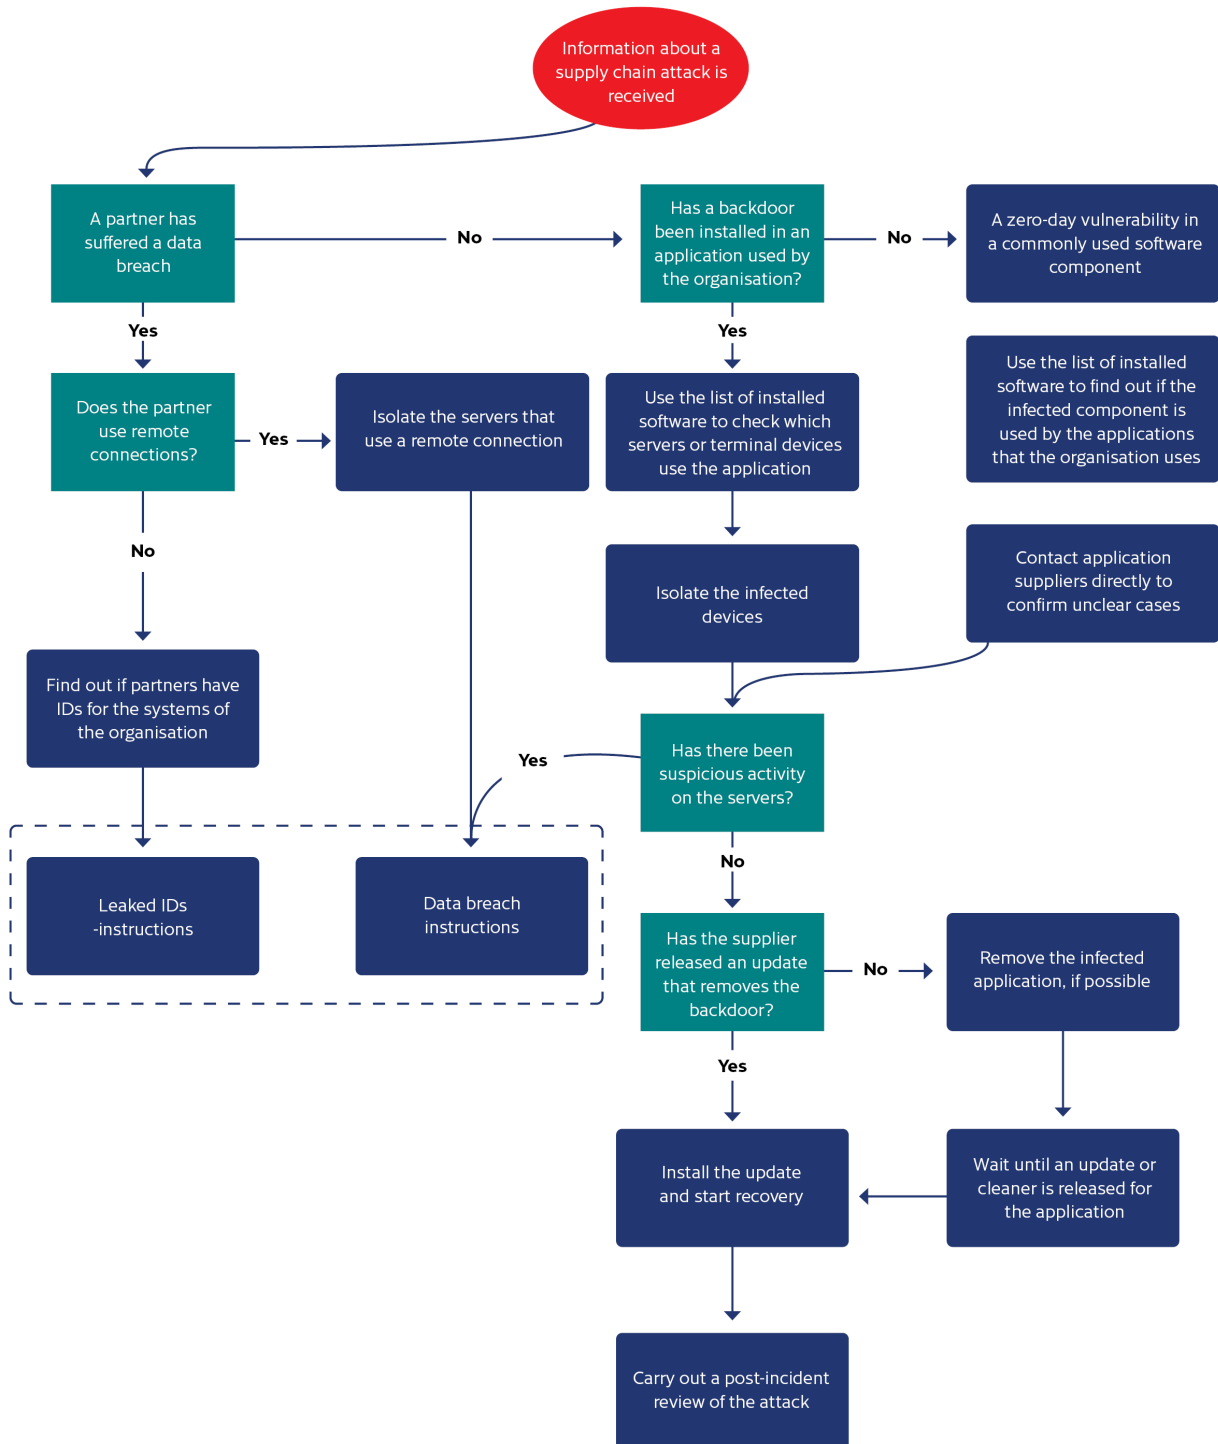 Information about a
supply chain attack is
received
A partner has
suffered a data
breach
No
Has a backdoor
been installed in an
application used by
the organisation?
No
A zero-day vulnerability in
a commonly used software
component
Yes
Yes
Does the partner
use remote
connections?
Yes
Isolate the servers that
use a remote connection
Use the list of installed
software to check which
servers or terminal devices
use the application
Use the list of installed
software to find out if the
infected component is
used by the applications
that the organisation uses
No
Isolate the infected
devices
Contact application
suppliers directly to
confirm unclear cases
Find out if partners have
IDs for the systems of
the organisation
Yes
Has there been
suspicious activity
on the servers?
No
Leaked IDs
-instructions
Data breach
instructions
Has the supplier
released an update
that removes the
backdoor?
No
Remove the infected
application, if possible
Yes
Install the update
and start recovery
Wait until an update or
cleaner is released for
the application
Carry out a post-incident
review of the attack